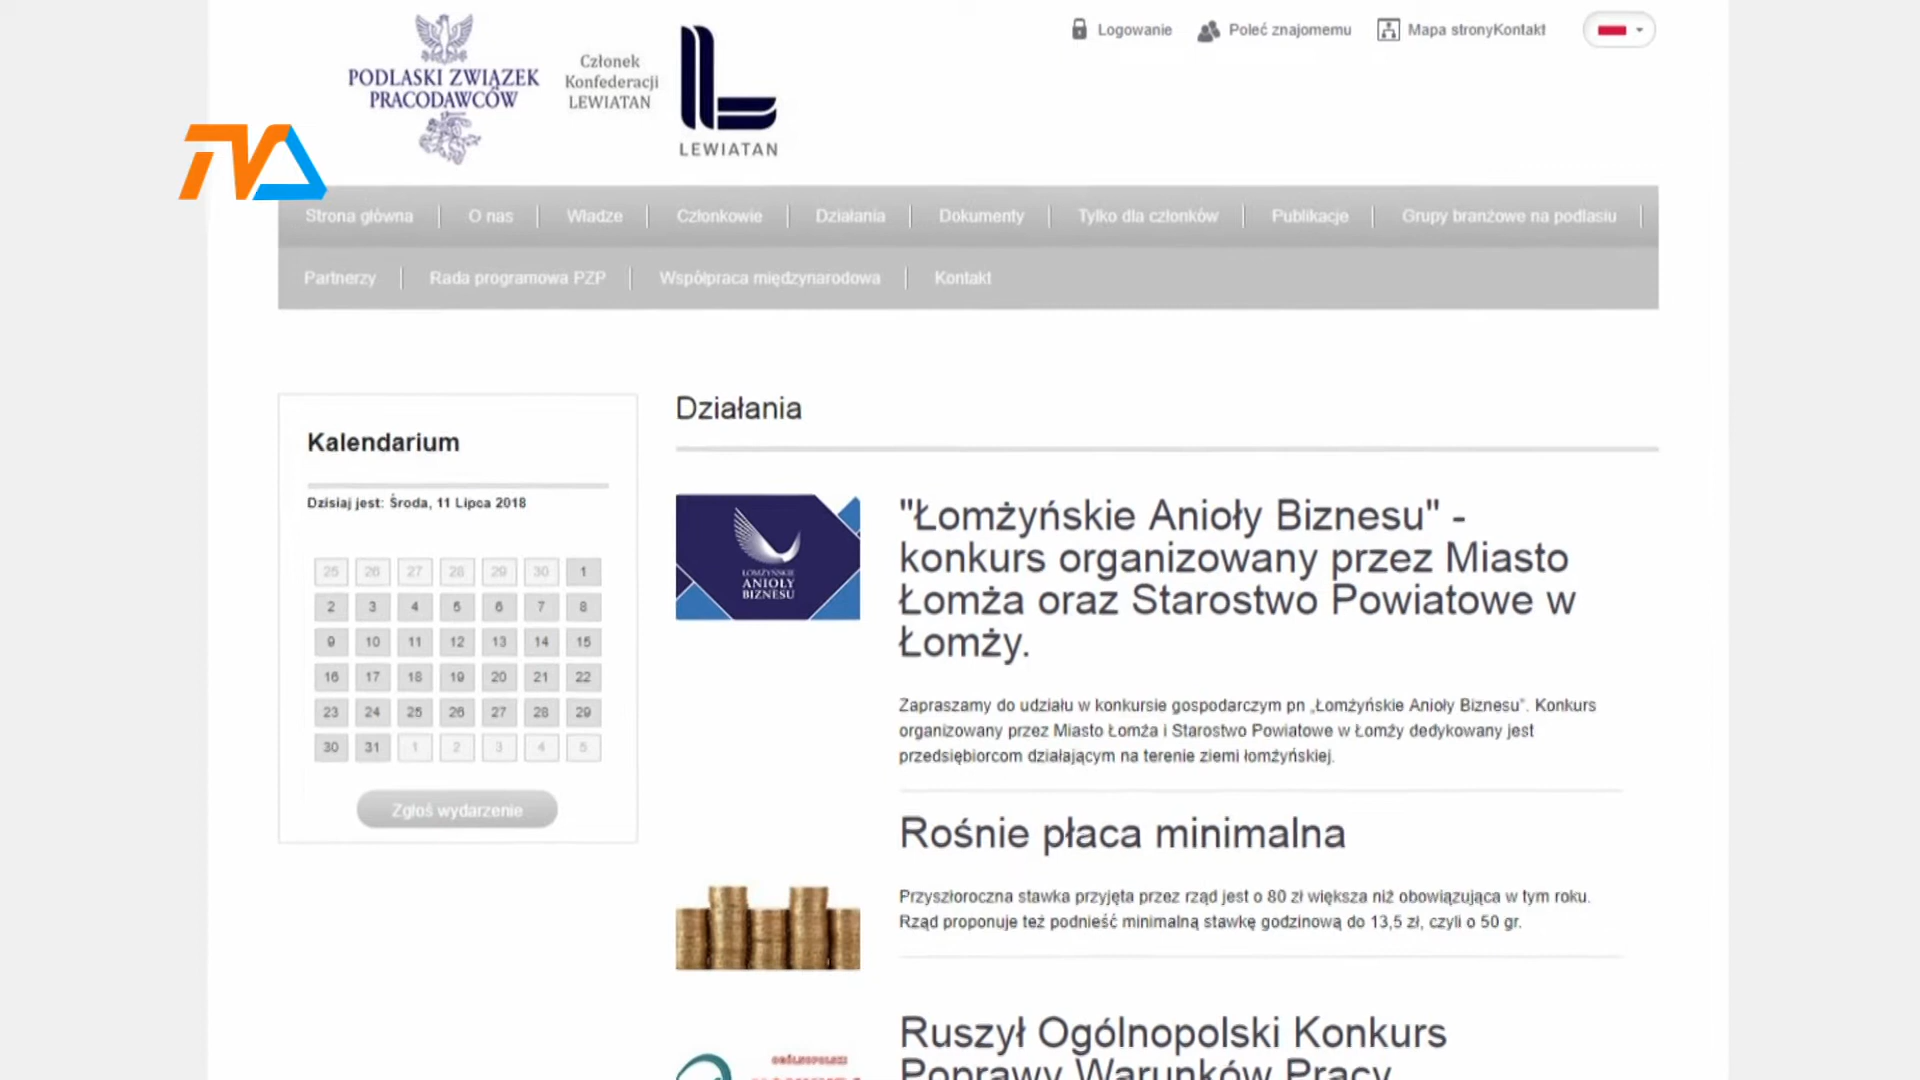 Logowanie
Poleć znajomemu
Mapa stronyKontakt
PODLASKI ZWIĄZEK
PRACODAWCÓW
Członek
Konfederacji
LEWIATAN
LEWIATAN
TVA
Strona główna
O nas
Władze
Członkowie
Działania
Dokumenty
Tylko dla członków
Publikacje
Grupy branżowe na podlasiu
Partnerzy
Rada programowa PZP
Współpraca międzynarodowa
Kontakt
Kalendarium
Dzisiaj jest: Środa, 11 Lipca 2018
25 26 27 28 29 30 1
2 3 4 5 6 7 8
9 10 11 12 13 14 15
16 17 18 19 20 21 22
23 24 25 26 27 28 29
30 31 1 2 3 4 5
Zgłoś wydarzenie
Działania
ŁOMŻYŃSKIE
ANIOŁY
BIZNESU
"Łomżyńskie Anioły Biznesu" -
konkurs organizowany przez Miasto
Łomża oraz Starostwo Powiatowe w
Łomży.
Zapraszamy do udziału w konkursie gospodarczym pn „Łomżyńskie Anioły Biznesu”. Konkurs
organizowany przez Miasto Łomża i Starostwo Powiatowe w Łomży dedykowany jest
przedsiębiorcom działającym na terenie ziemi łomżyńskiej.
Rośnie płaca minimalna
Przyszłoroczna stawka przyjęta przez rząd jest o 80 zł większa niż obowiązująca w tym roku.
Rząd proponuje też podnieść minimalną stawkę godzinową do 13,5 zł, czyli o 50 gr.
OGÓLNOPOLSKI
Ruszył Ogólnopolski Konkurs
Poprawy Warunków Pracy